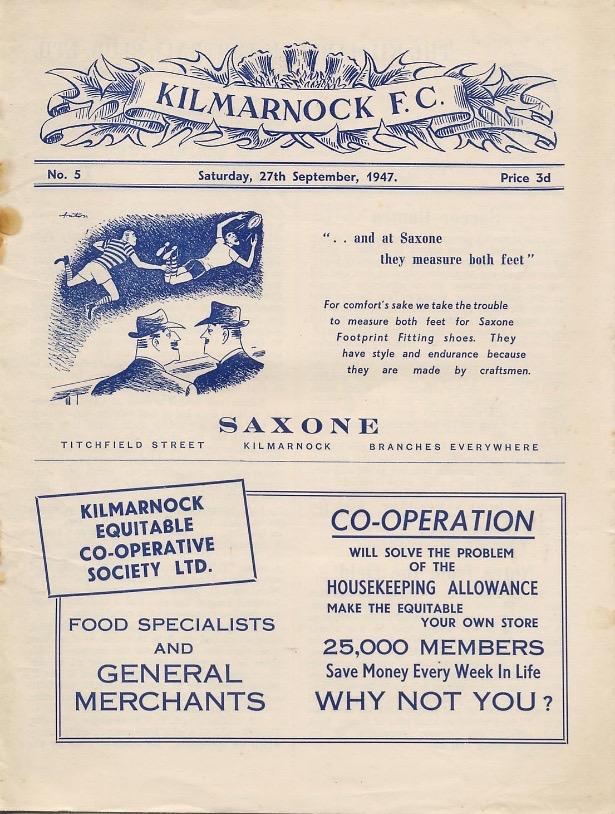 KILMARNOCK F.C.
No. 5 Saturday, 27th September, 1947. Price 3d
". . and at Saxone
they measure both feet"
For comfort's sake we take the trouble
to measure both feet for Saxone
Footprint Fitting shoes. They
have style and endurance because
they are made by craftsmen.
SAXONE
TITCHFIELD STREET KILMARNOCK BRANCHES EVERYWHERE
KILMARNOCK
EQUITABLE
CO-OPERATIVE
SOCIETY LTD.
FOOD SPECIALISTS
AND
GENERAL
MERCHANTS
CO-OPERATION
WILL SOLVE THE PROBLEM
OF THE
HOUSEKEEPING ALLOWANCE
MAKE THE EQUITABLE
YOUR OWN STORE
25,000 MEMBERS
Save Money Every Week In Life
WHY NOT YOU?